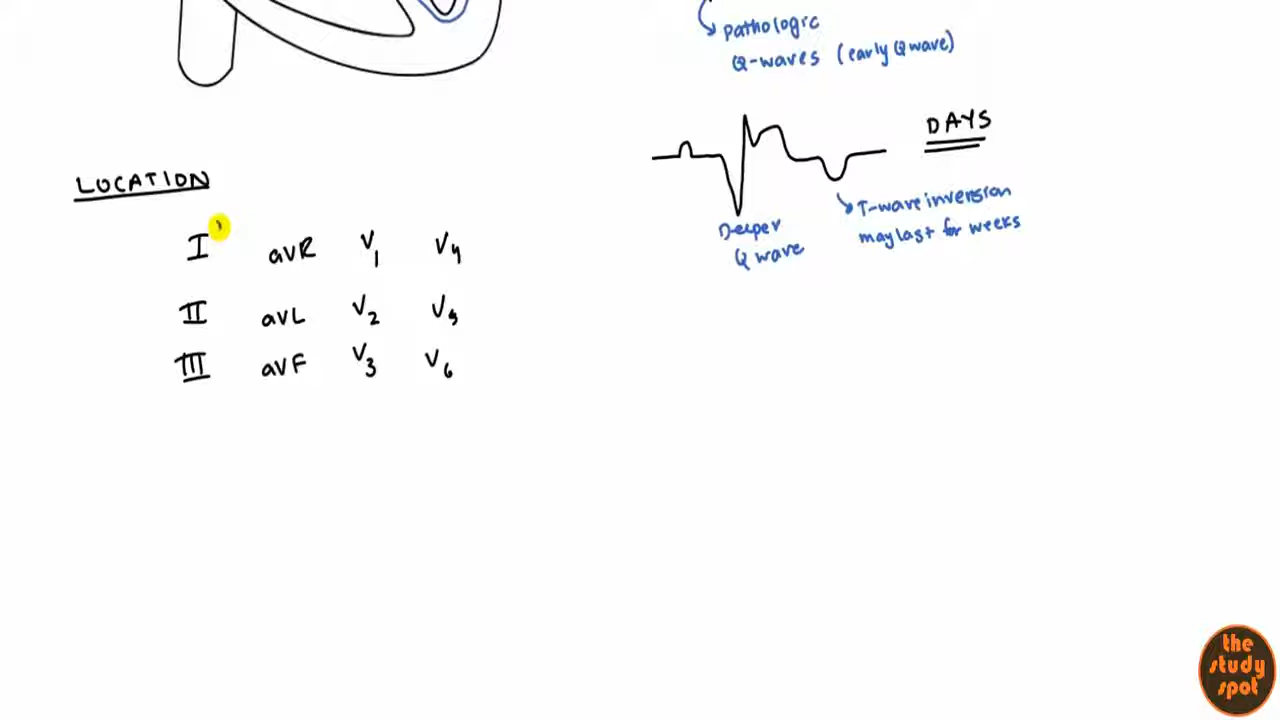 pathologic
Q-waves (early Q wave)
DAYS
Deeper
Q wave
T-wave inversion
may last for weeks
LOCATION
I avR V1 V4
II avL V2 V5
III avF V3 V6
the
study
spot